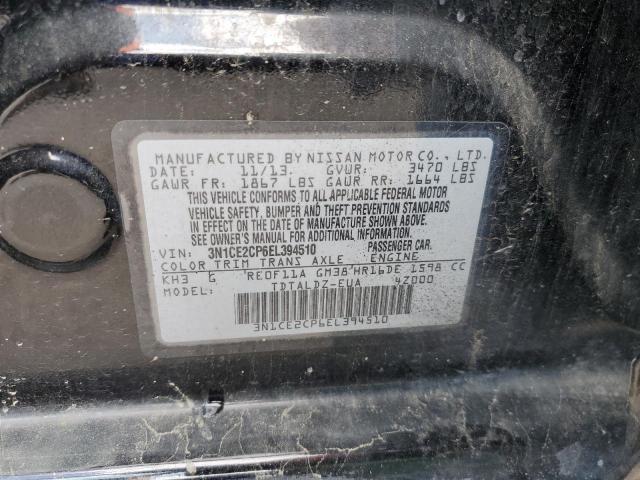 MANUFACTURED BY NISSAN MOTOR CO., LTD.
DATE: 11/13. GVWR: 3470 LBS
GAWR FR: 1867 LBS GAWR RR: 1664 LBS
THIS VEHICLE CONFORMS TO ALL APPLICABLE FEDERAL MOTOR
VEHICLE SAFETY, BUMPER AND THEFT PREVENTION STANDARDS
IN EFFECT ON THE DATE OF MANUFACTURE SHOWN ABOVE.
SEE OWNER'S MANUAL FOR ADDITIONAL INFORMATION.
VIN: 3N1CE2CP6EL394510 PASSENGER CAR.
COLOR TRIM TRANS AXLE ENGINE
KH3 G RE0F11A GM38 HR16DE 1598 CC
MODEL: TDTALDZ-EUA 4Z000
3N1CE2CP6EL394510